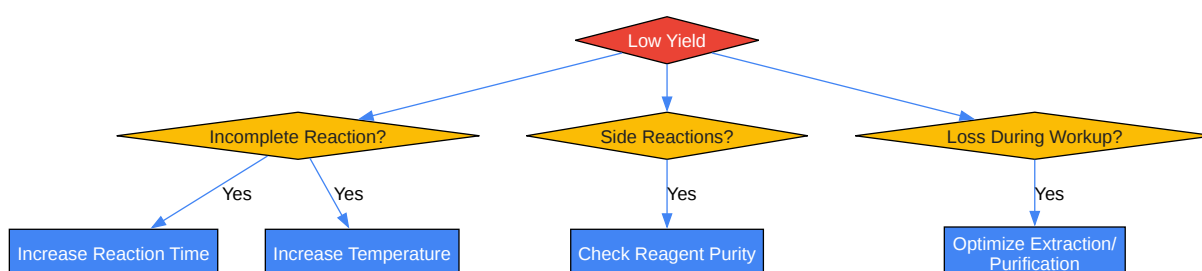 Low Yield
Incomplete Reaction?
Side Reactions?
Loss During Workup?
Yes
Yes
Yes
Yes
Increase Reaction Time
Increase Temperature
Check Reagent Purity
Optimize Extraction/
Purification